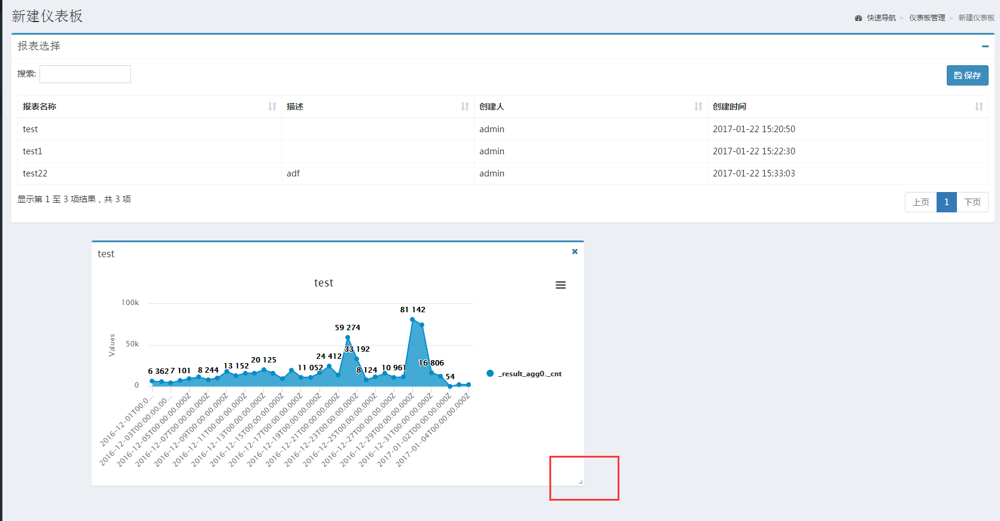 新建仪表板
快速导航 > 仪表板管理 > 新建仪表板
报表选择
搜索:
保存
报表名称 描述 创建人 创建时间
test admin 2017-01-22 15:20:50
test1 admin 2017-01-22 15:22:30
test22 adf admin 2017-01-22 15:33:03
显示第 1 至 3 项结果，共 3 项
上页 1 下页
test
test
100k
50k
0
Values
6 362
7 101
8 244
13 152
20 125
11 052
24 412
59 274
33 192
8 124
10 961
81 142
16 806
54
_result_agg0._cnt
2016-12-01T00:0...
2016-12-03T00:00:00:00...
2016-12-05T00:00:00.000Z
2016-12-07T00:00:00.000Z
2016-12-09T00:00:00.000Z
2016-12-11T00:00:00.000Z
2016-12-13T00:00:00.000Z
2016-12-15T00:00:00.000Z
2016-12-17T00:00:00.000Z
2016-12-19T00:00:00.000Z
2016-12-21T00:00:00.000Z
2016-12-23T00:00:00.000Z
2016-12-25T00:00:00.000Z
2016-12-27T00:00:00.000Z
2016-12-29T00:00:00.000Z
2016-12-31T00:00:00.000Z
2017-01-02T00:00:00.000Z
2017-01-04T00:00:00.000Z